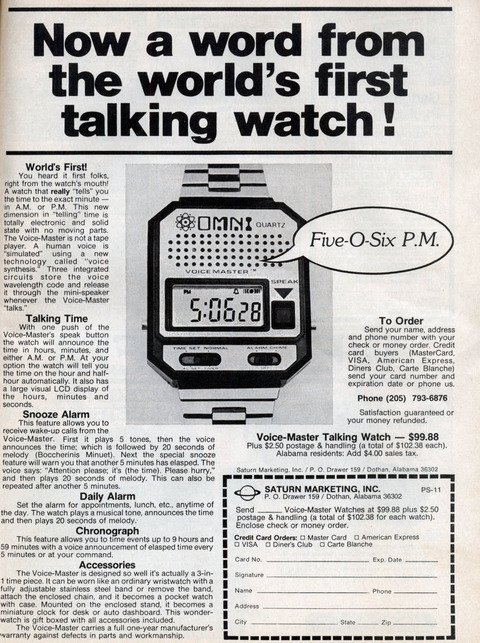 Now a word from
the world's first
talking watch!
World's First!
You heard it first folks,
right from the watch's mouth!
A watch that really "tells" you
the time to the exact minute —
in A.M. or P.M. This new
dimension in "telling" time is
totally electronic and solid
state with no moving parts.
The Voice-Master is not a tape
player. A human voice is
"simulated" using a new
technology called "voice
synthesis." Three integrated
circuits store the voice
wavelength code and release
it through the mini-speaker
whenever the Voice-Master
"talks."
Talking Time
With one push of the
Voice-Master's speak button
the watch will announce the
time in hours, minutes, and
either A.M. or P.M. At your
option the watch will tell you
the time on the hour and half-
hour automatically. It also has
a large visual LCD display of
the hours, minutes and
seconds.
Snooze Alarm
This feature allows you to
receive wake-up calls from the
Voice-Master. First it plays 5 tones, then the voice
announces the time; which is followed by 20 seconds of
melody (Boccherinis Minuet). Next the special snooze
feature will warn you that another 5 minutes has elapsed. The
voice says: "Attention please; it's (the time). Please hurry,"
and then plays 20 seconds of melody. This can also be
repeated after another 5 minutes.
Daily Alarm
Set the alarm for appointments, lunch, etc., anytime of
the day. The watch plays a musical tone, announces the time
and then plays 20 seconds of melody.
Chronograph
This feature allows you to time events up to 9 hours and
59 minutes with a voice announcement of elapsed time every
5 minutes or at your command.
Accessories
The Voice-Master is designed so well it's actually a 3-in-
1 time piece. It can be worn like an ordinary wristwatch with a
fully adjustable stainless steel band or remove the band,
attach the enclosed chain, and it becomes a pocket watch
with case. Mounted on the enclosed stand, it becomes a
miniature clock for desk or auto dashboard. This wonder-
watch is gift boxed with all accessories included.
The Voice-Master carries a full one-year manufacturer's
warranty against defects in parts and workmanship.
OMNI QUARTZ
VOICE MASTER™
SPEAK
PM
5:06 28
TIME SET NORMAL
ALARM CHAN
Five-O-Six P.M.
To Order
Send your name, address
and phone number with your
check or money order. Credit
card buyers (MasterCard,
VISA, American Express,
Diners Club, Carte Blanche)
send your card number and
expiration date or phone us.
Phone (205) 793-6876
Satisfaction guaranteed or
your money refunded.
Voice-Master Talking Watch — $99.88
Plus $2.50 postage & handling (a total of $102.38 each).
Alabama residents: Add $4.00 sales tax.
Saturn Marketing, Inc. / P. O. Drawer 159 / Dothan, Alabama 36302
SATURN MARKETING, INC. PS-11
P. O. Drawer 159 / Dothan, Alabama 36302
Send ____ Voice-Master Watches at $99.88 plus $2.50
postage & handling (a total of $102.38 for each watch).
Enclose check or money order.
Credit Card Orders: □ Master Card □ American Express
□ VISA □ Diner's Club □ Carte Blanche
Card No. Exp. Date
Signature
Name Phone
Address
City State Zip